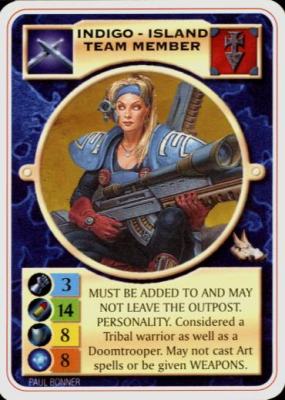 INDIGO - ISLAND
TEAM MEMBER
3
14
8
8
MUST BE ADDED TO AND MAY
NOT LEAVE THE OUTPOST.
PERSONALITY. Considered a
Tribal warrior as well as a
Doomtrooper. May not cast Art
spells or be given WEAPONS.
PAUL BONNER